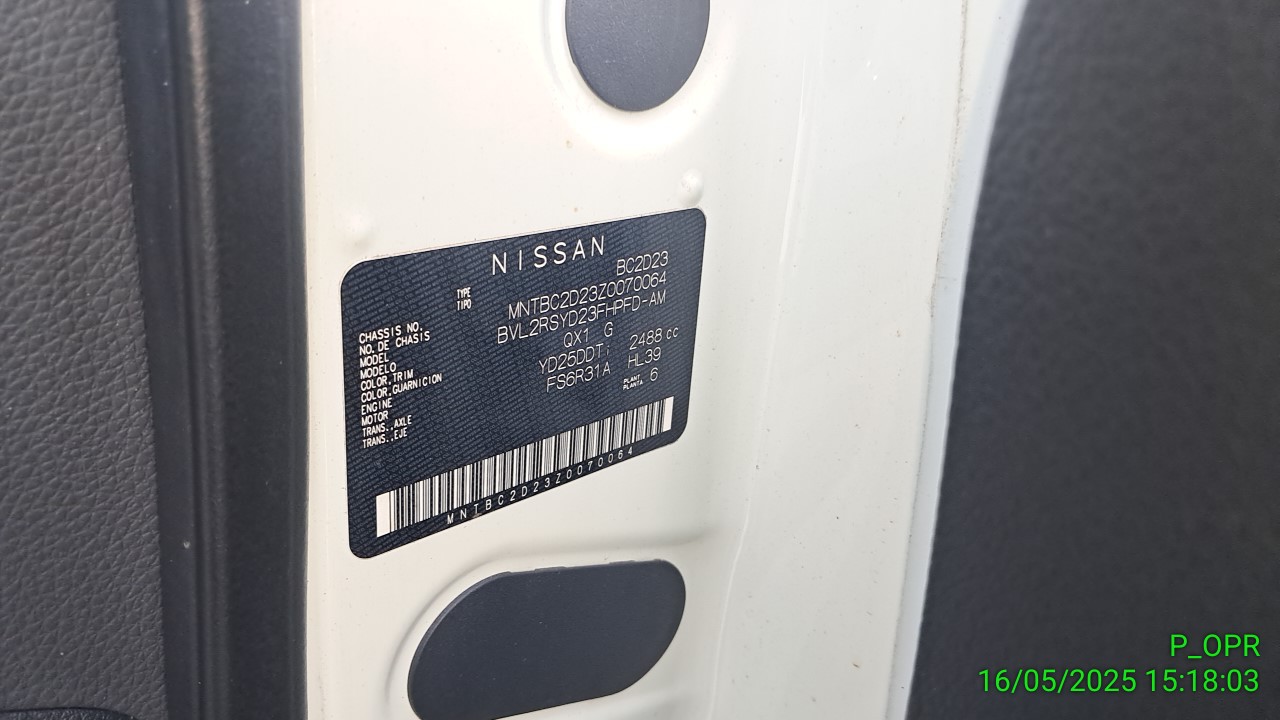 NISSAN
TYPE BC2D23
TIPO
CHASSIS NO. MNTBC2D23Z0070064
NO. DE CHASiS
MODEL BVL2RSYD23FHPFD-AM
MODELO
COLOR,TRIM QX1 G
COLOR,GUARNICION
ENGINE YD25DDTi 2488 cc
MOTOR
TRANS.,AXLE FS6R31A HL39
TRANS.,EJE
PLANT 6
PLANTA
MNTBC2D23Z0070064
P_OPR
16/05/2025 15:18:03